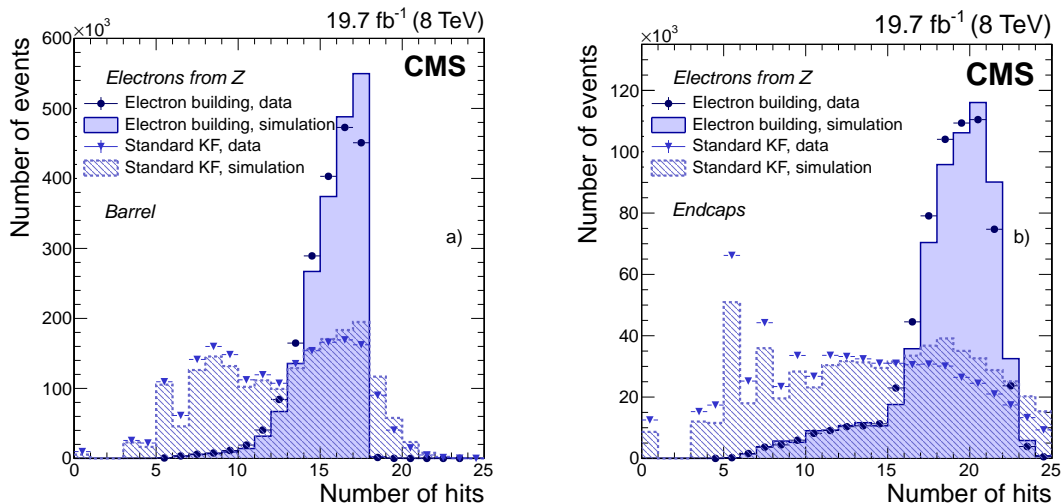 19.7 fb⁻¹ (8 TeV)
×10³
600
500
400
300
200
100
0
Number of events
CMS
Electrons from Z
Electron building, data
Electron building, simulation
Standard KF, data
Standard KF, simulation
Barrel
a)
0 5 10 15 20 25
Number of hits
19.7 fb⁻¹ (8 TeV)
×10³
120
100
80
60
40
20
0
Number of events
CMS
Electrons from Z
Electron building, data
Electron building, simulation
Standard KF, data
Standard KF, simulation
Endcaps
b)
0 5 10 15 20 25
Number of hits